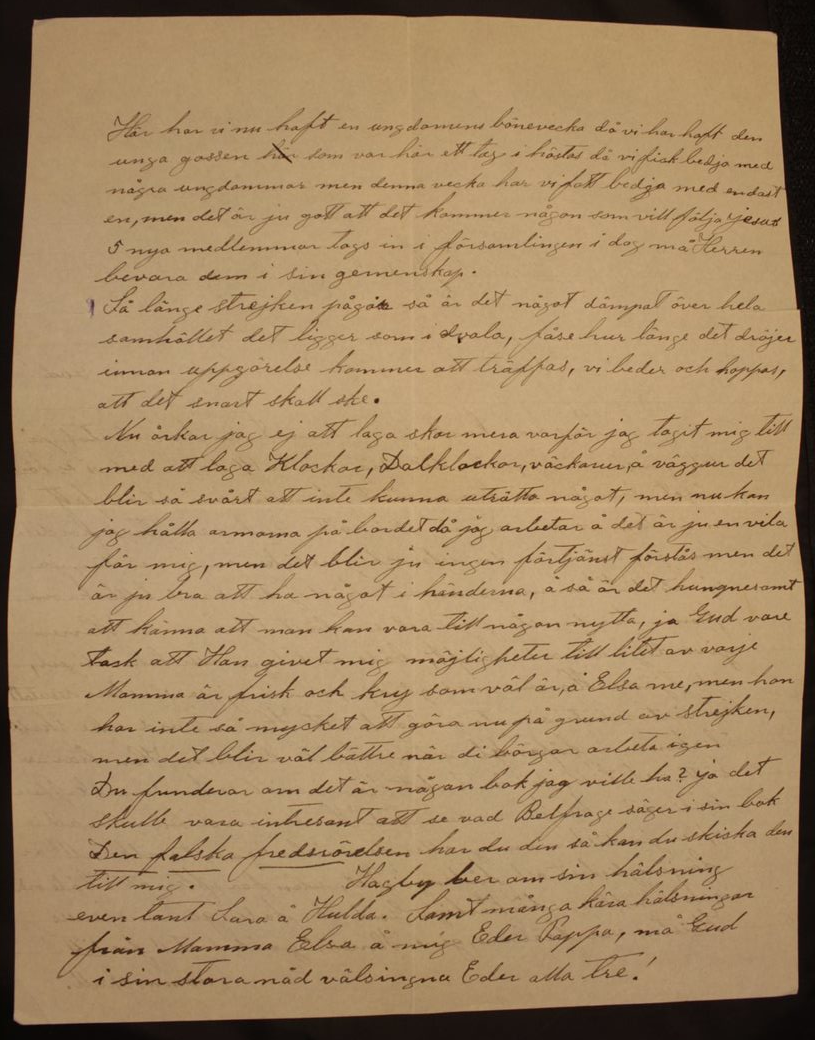 Här har vi nu haft en ungdomens bönevecka då vi har haft den
unga gossen här som var här ett tag i höstas då vi fick bedja med
några ungdommar men denna vecka har vi fått bedja med endast
en, men det är ju gott att det kommer någon som vill följa Jesus
5 nya medlemmar togs in i församlingen i dag må Herren
bevara dem i sin gemenskap.
Så länge strejken pågår så är det något dämpat över hela
samhället det ligger som i dvala, få se hur länge det dröjer
innan uppgörelse kommer att träffas, vi beder och hoppas,
att det snart skall ske.
Nu orkar jag ej att laga skor mera varför jag tagit mig till
med att laga Klockor, Dalklockor, väckarur, å väggur det
blir så svårt att inte kunna uträtta något, men nu kan
jag hålla armarna på bordet då jag arbetar å det är ju en vila
för mig, men det blir ju ingen förtjänst förstås men det
är ju bra att ha något i händerna, å så är det hungnesamt
att känna att man kan vara till någon nytta, ja Gud vare
tack att Han givet mig möjligheter till litet av varje
Mamma är frisk och kry som väl är, å Elsa me, men hon
har inte så mycket att göra nu på grund av strejken,
men det blir väl bättre när di börgar arbeta igen
Du funderar om det är någon bok jag ville ha? ja det
skulle vara intresant att se vad Belfrage säger i sin bok
Den falska fredsrörelsen har du den så kan du skiska den
till mig. Hagby ber om sin hälsning
även tant Sara å Hulda. Samt många kära hälsningar
från Mamma Elsa å mig Eder Pappa, må Gud
i sin stora nåd välsingna Eder alla tre!